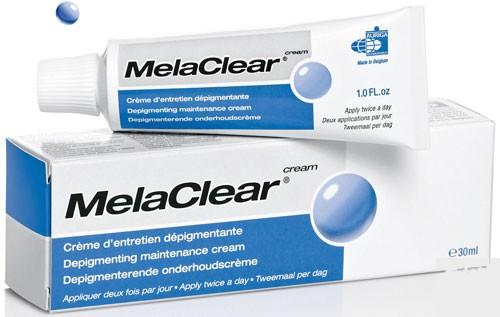 cream
MelaClear®
Crème d'entretien dépigmentante
Depigmenting maintenance cream
Depigmenterende onderhoudscrème
AURIGA
Made in Belgium
1.0 FL.oz
Apply twice a day
Deux applications par jour
Tweemaal per dag
cream
MelaClear®
Crème d'entretien dépigmentante
Depigmenting maintenance cream
Depigmenterende onderhoudscrème
Appliquer deux fois par jour • Apply twice a day • Tweemaal per dag
℮30ml